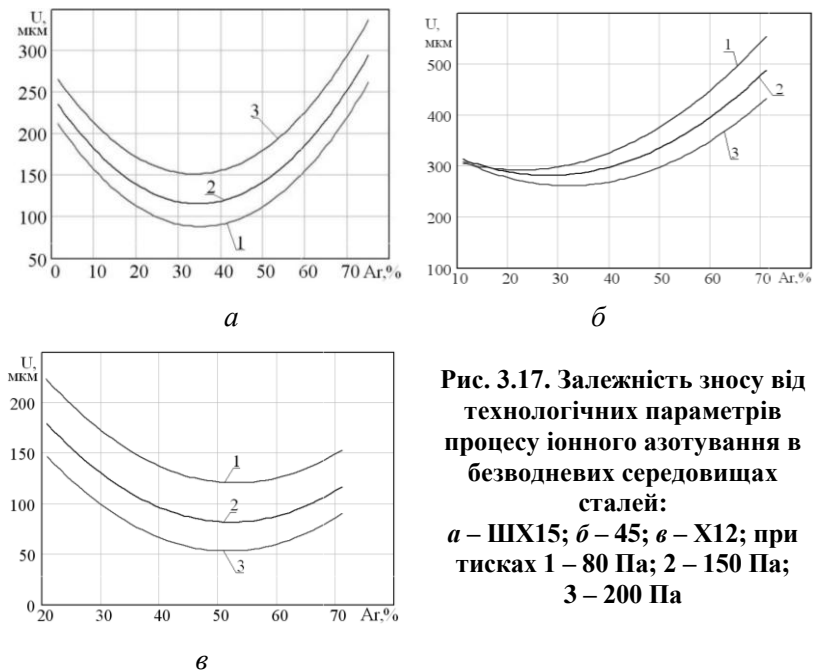 U,
мкм
300
250
200
150
100
50
0 10 20 30 40 50 60 70 Ar,%
3
2
1
а
U,
мкм
500
400
300
200
100
10 20 30 40 50 60 70 Ar,%
1
2
3
б
U,
мкм
200
150
100
50
0
20 30 40 50 60 70 Ar,%
1
2
3
в
Рис. 3.17. Залежність зносу від
технологічних параметрів
процесу іонного азотування в
безводневих середовищах
сталей:
а – ШХ15; б – 45; в – Х12; при
тисках 1 – 80 Па; 2 – 150 Па;
3 – 200 Па